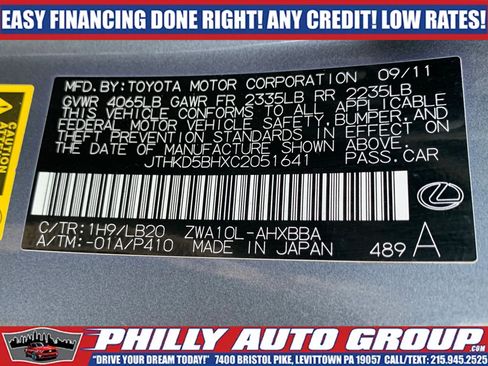 EASY FINANCING DONE RIGHT! ANY CREDIT! LOW RATES!
MFD.BY:TOYOTA MOTOR CORPORATION 09/11
GVWR 4065LB GAWR FR 2335LB RR 2235LB
THIS VEHICLE CONFORMS TO ALL APPLICABLE
FEDERAL MOTOR VEHICLE SAFETY,BUMPER,AND
THEFT PREVENTION STANDARDS IN EFFECT ON
THE DATE OF MANUFACTURE SHOWN ABOVE.
JTHKD5BHXC2051641 PASS.CAR
C/TR:1H9/LB20 ZWA10L-AHXBBA
A/TM:-01A/P410 MADE IN JAPAN 489 A
PHILLY AUTO GROUP.COM
"DRIVE YOUR DREAM TODAY!" 7400 BRISTOL PIKE, LEVITTOWN PA 19057 CALL/TEXT: 215.945.2525